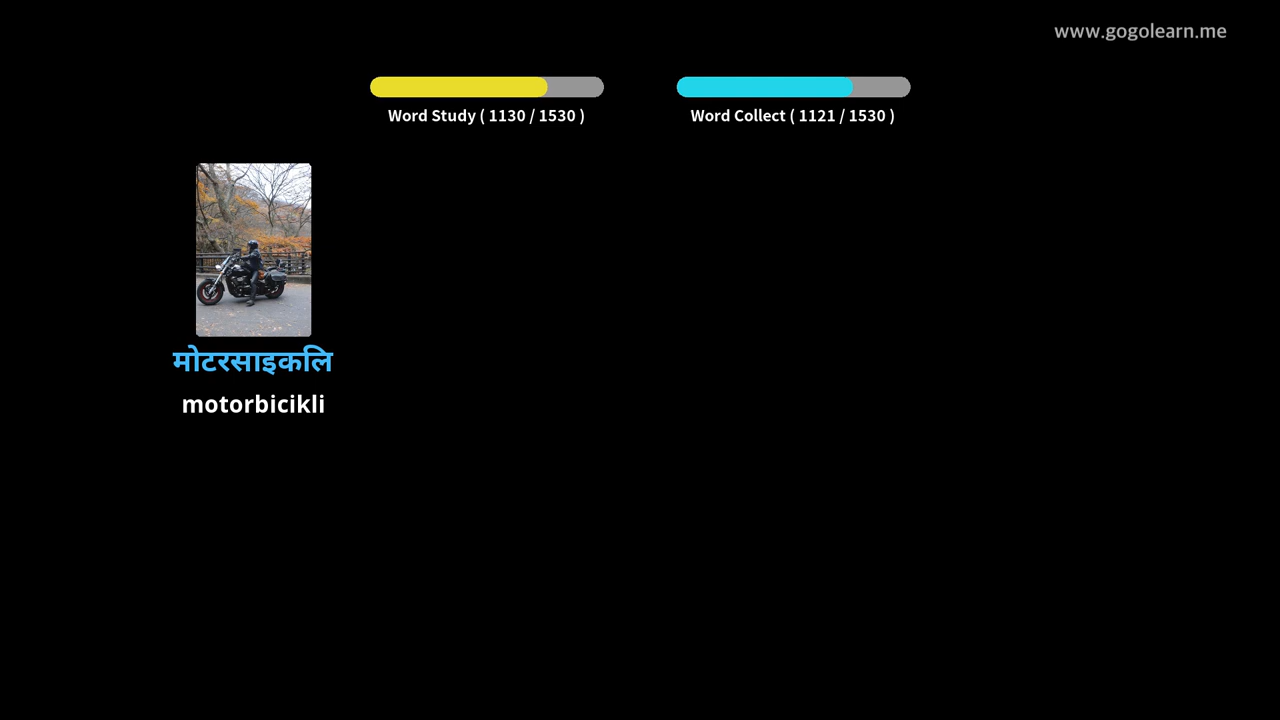 www.gogolearn.me
Word Study ( 1130 / 1530 )
Word Collect ( 1121 / 1530 )
मोटरसाइकलि
motorbicikli